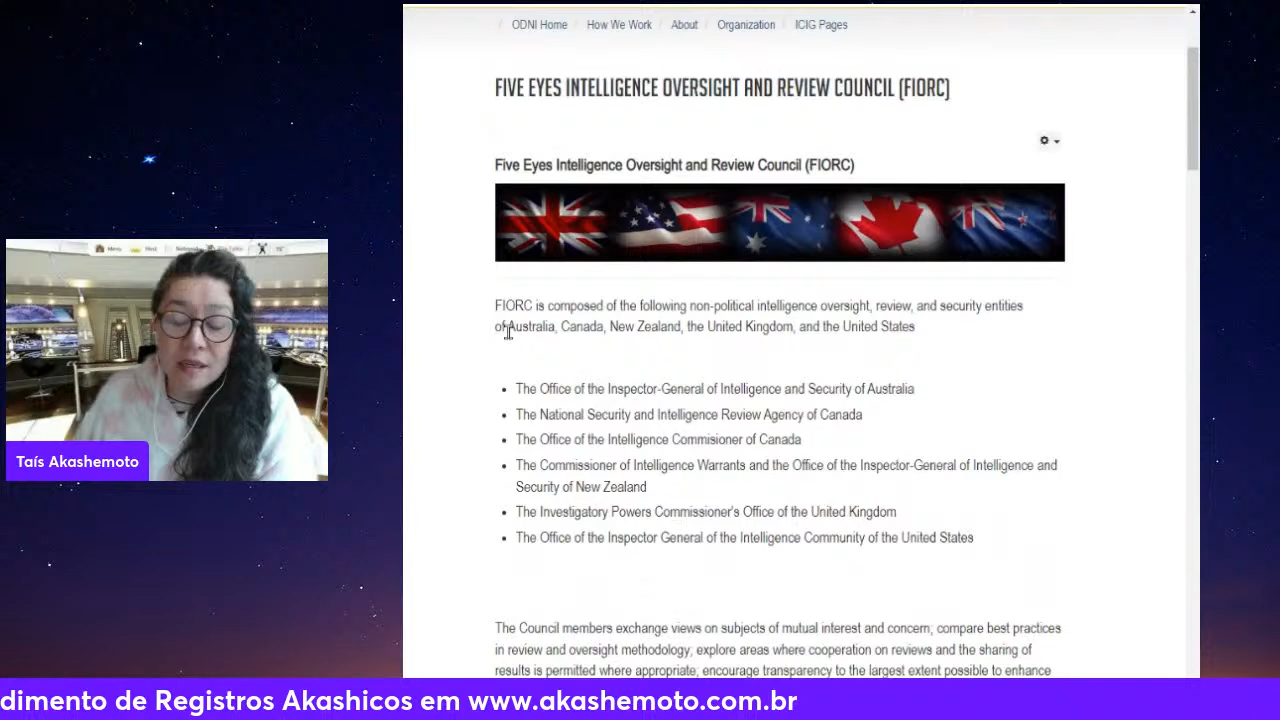 ODNI Home / How We Work / About / Organization / ICIG Pages
FIVE EYES INTELLIGENCE OVERSIGHT AND REVIEW COUNCIL (FIORC)
Five Eyes Intelligence Oversight and Review Council (FIORC)
FIORC is composed of the following non-political intelligence oversight, review, and security entities
of Australia, Canada, New Zealand, the United Kingdom, and the United States
• The Office of the Inspector-General of Intelligence and Security of Australia
• The National Security and Intelligence Review Agency of Canada
• The Office of the Intelligence Commisioner of Canada
• The Commissioner of Intelligence Warrants and the Office of the Inspector-General of Intelligence and
Security of New Zealand
• The Investigatory Powers Commissioner's Office of the United Kingdom
• The Office of the Inspector General of the Intelligence Community of the United States
The Council members exchange views on subjects of mutual interest and concern; compare best practices
in review and oversight methodology; explore areas where cooperation on reviews and the sharing of
results is permitted where appropriate; encourage transparency to the largest extent possible to enhance
Menu
Taís Akashemoto
dimento de Registros Akashicos em www.akashemoto.com.br